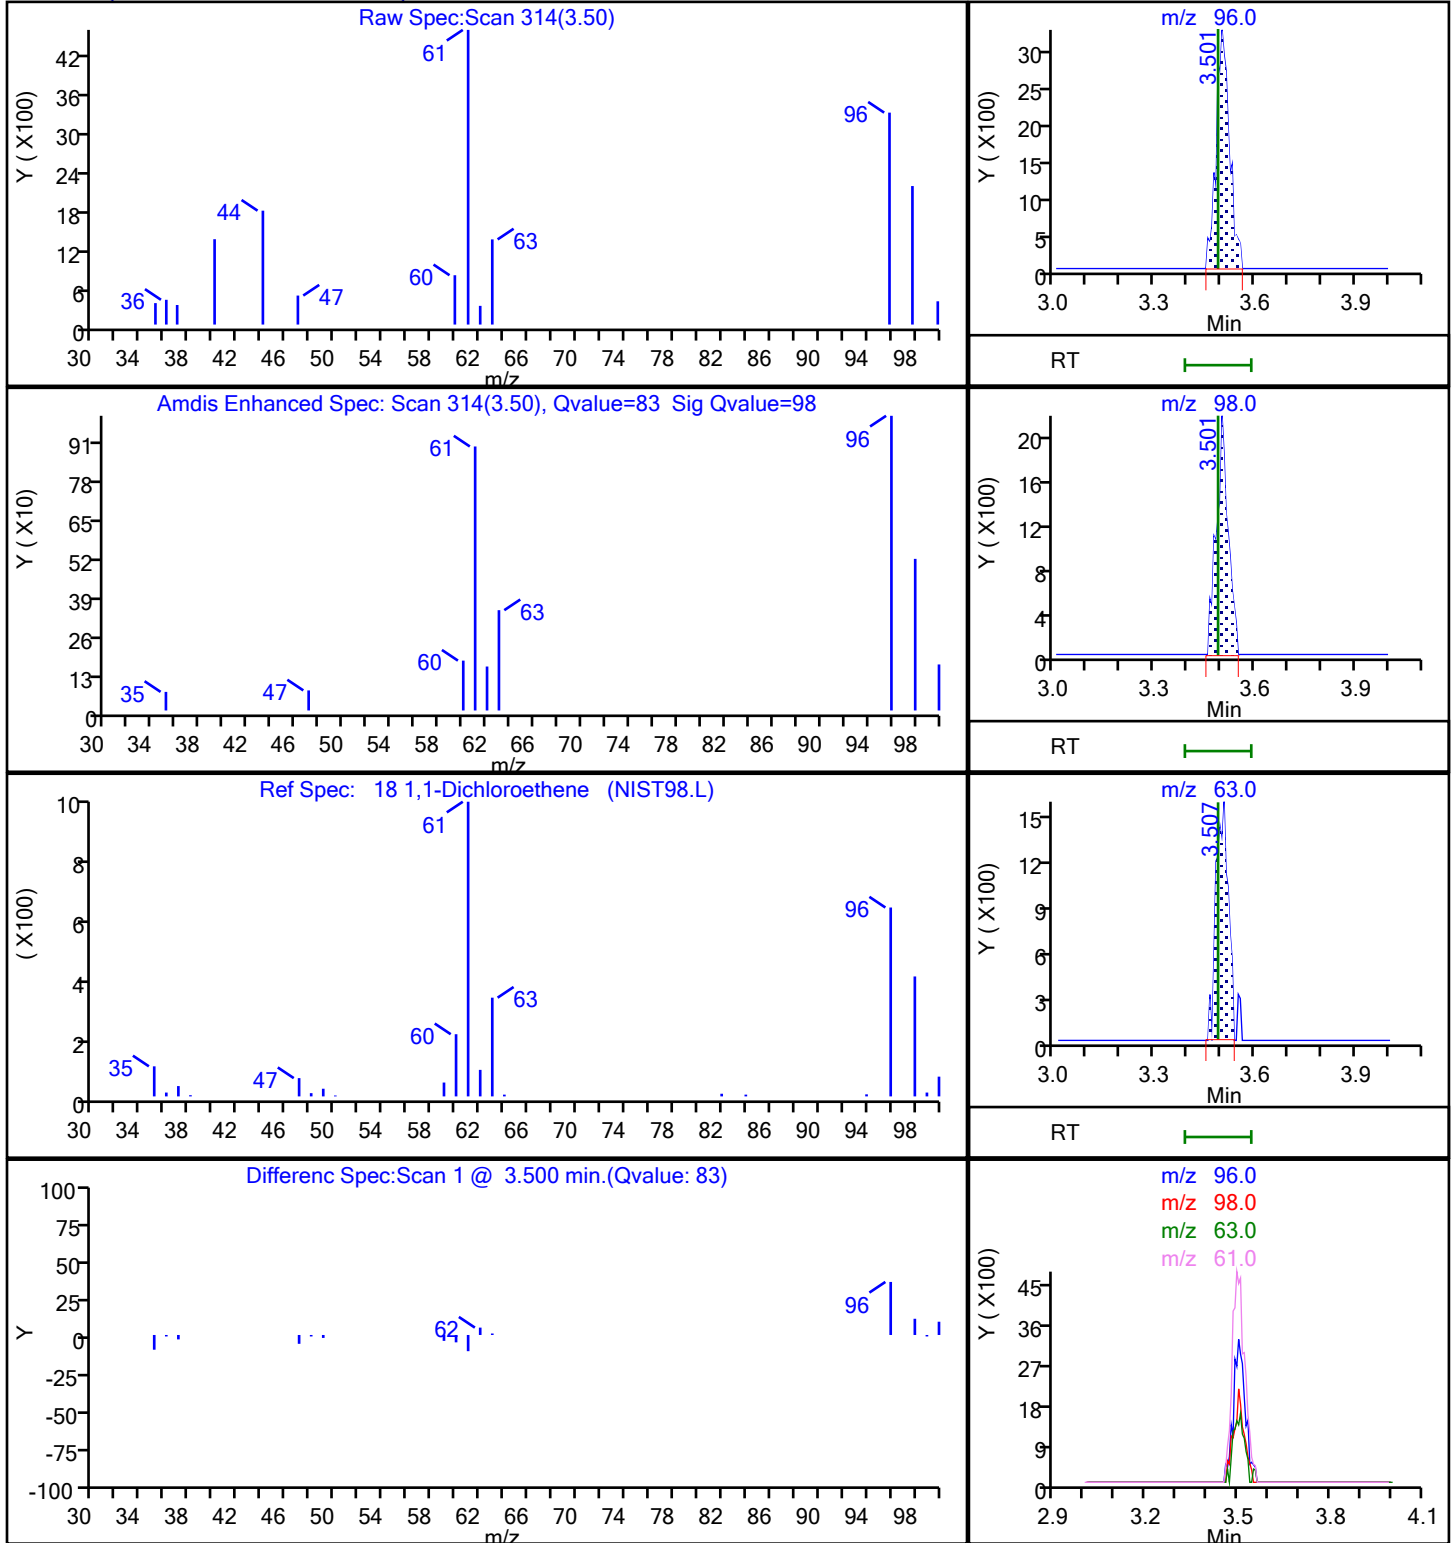 Raw Spec:Scan 314(3.50)
Y ( X100)
42
36
30
24
18
12
6
0
61
96
44
63
60
36
47
30 34 38 42 46 50 54 58 62 66 70 74 78 82 86 90 94 98
m/z
m/z 96.0
Y ( X100)
30
25
20
15
10
5
0
3.501
3.0 3.3 3.6 3.9
Min
RT
Amdis Enhanced Spec: Scan 314(3.50), Qvalue=83 Sig Qvalue=98
Y ( X10)
91
78
65
52
39
26
13
0
61
96
63
60
35
47
30 34 38 42 46 50 54 58 62 66 70 74 78 82 86 90 94 98
m/z
m/z 98.0
Y ( X100)
20
16
12
8
4
0
3.501
3.0 3.3 3.6 3.9
Min
RT
Ref Spec: 18 1,1-Dichloroethene (NIST98.L)
( X100)
10
8
6
4
2
0
61
96
63
60
35
47
30 34 38 42 46 50 54 58 62 66 70 74 78 82 86 90 94 98
m/z
m/z 63.0
Y ( X100)
15
12
9
6
3
0
3.507
3.0 3.3 3.6 3.9
Min
RT
Differenc Spec:Scan 1 @ 3.500 min.(Qvalue: 83)
Y
100
75
50
25
0
-25
-50
-75
-100
62
96
30 34 38 42 46 50 54 58 62 66 70 74 78 82 86 90 94 98
m/z
m/z 96.0
m/z 98.0
m/z 63.0
m/z 61.0
Y ( X100)
45
36
27
18
9
0
2.9 3.2 3.5 3.8 4.1
Min